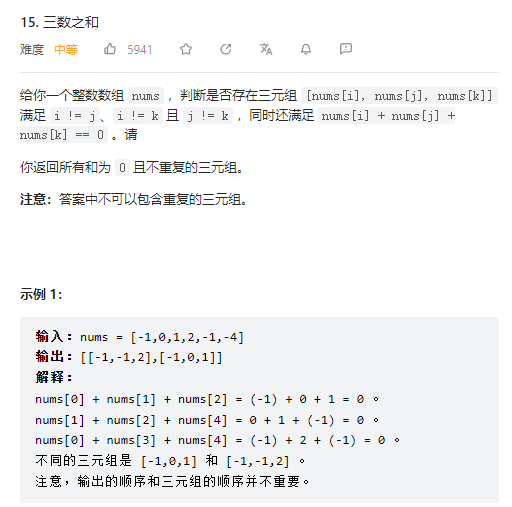 15. 三数之和
难度 中等 5941
给你一个整数数组 nums ，判断是否存在三元组 [nums[i], nums[j], nums[k]]
满足 i != j、i != k 且 j != k ，同时还满足 nums[i] + nums[j] +
nums[k] == 0 。请
你返回所有和为 0 且不重复的三元组。
注意：答案中不可以包含重复的三元组。
示例 1：
输入：nums = [-1,0,1,2,-1,-4]
输出：[[-1,-1,2],[-1,0,1]]
解释：
nums[0] + nums[1] + nums[2] = (-1) + 0 + 1 = 0 。
nums[1] + nums[2] + nums[4] = 0 + 1 + (-1) = 0 。
nums[0] + nums[3] + nums[4] = (-1) + 2 + (-1) = 0 。
不同的三元组是 [-1,0,1] 和 [-1,-1,2] 。
注意，输出的顺序和三元组的顺序并不重要。